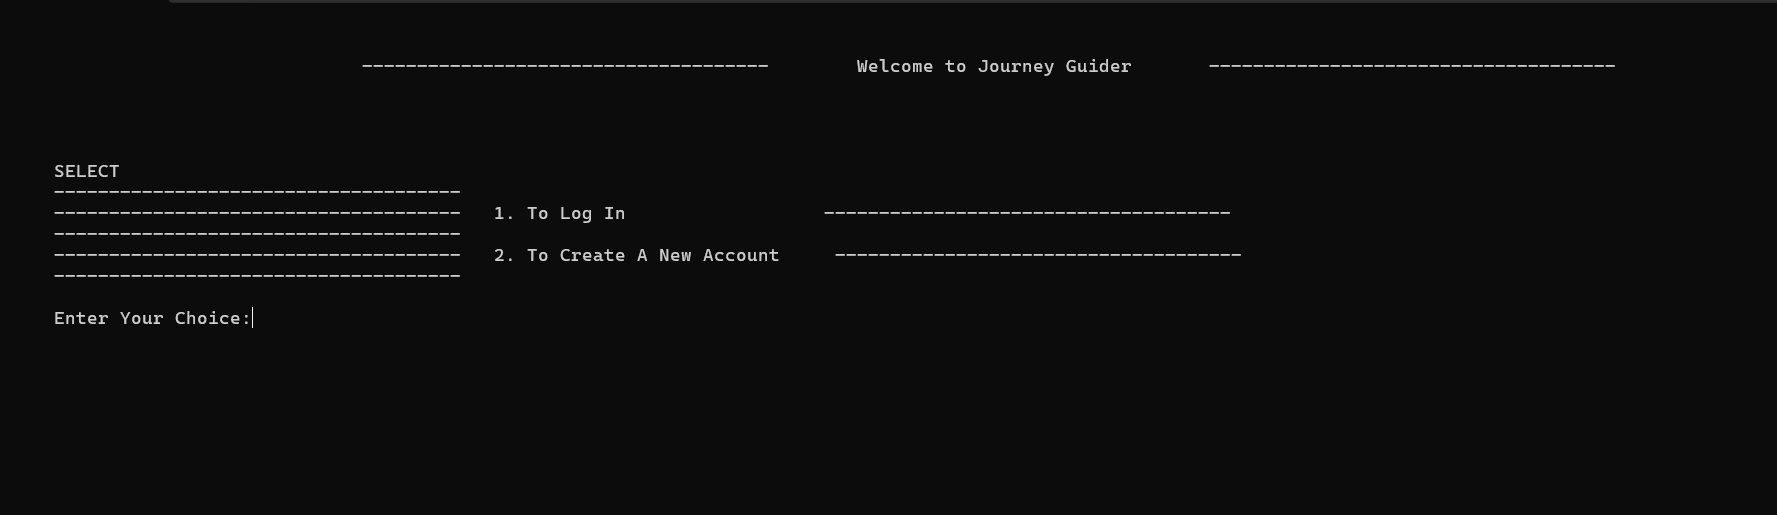 ------------------------------------- Welcome to Journey Guider -------------------------------------
SELECT
-------------------------------------
------------------------------------- 1. To Log In -------------------------------------
-------------------------------------
------------------------------------- 2. To Create A New Account -------------------------------------
-------------------------------------
Enter Your Choice: